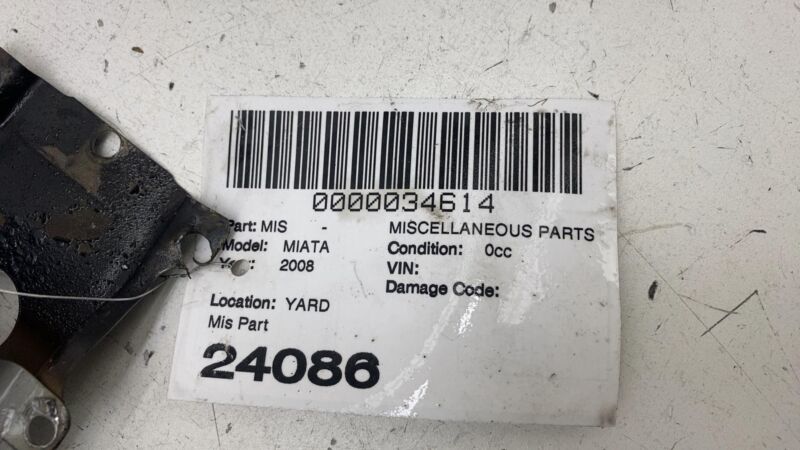 0000034614
Part: MIS - MISCELLANEOUS PARTS
Model: MIATA Condition: 0cc
2008 VIN:
Damage Code:
Location: YARD
Mis Part
24086